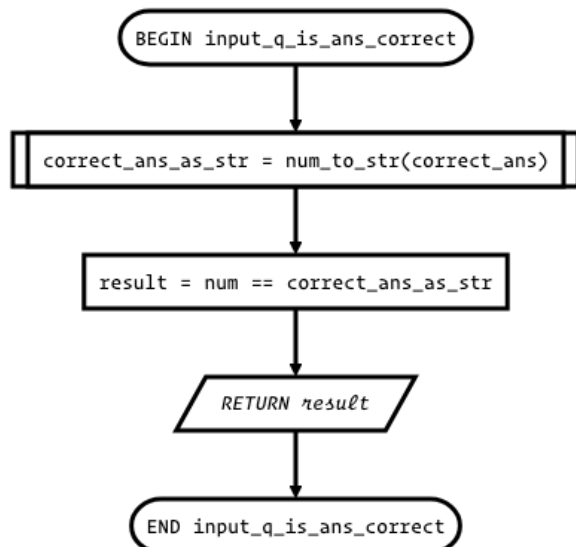 BEGIN input_q_is_ans_correct
correct_ans_as_str = num_to_str(correct_ans)
result = num == correct_ans_as_str
RETURN result
END input_q_is_ans_correct